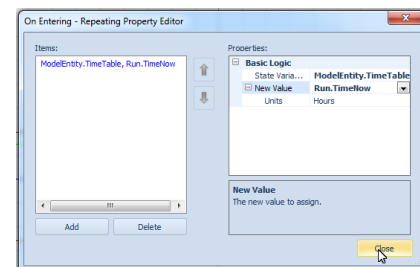 On Entering - Repeating Property Editor
x
Items:
ModelEntity.TimeTable, Run.TimeNow
Add
Delete
Properties:
Basic Logic
State Varia... ModelEntity.TimeTable
New Value Run.TimeNow
Units Hours
New Value
The new value to assign.
Close